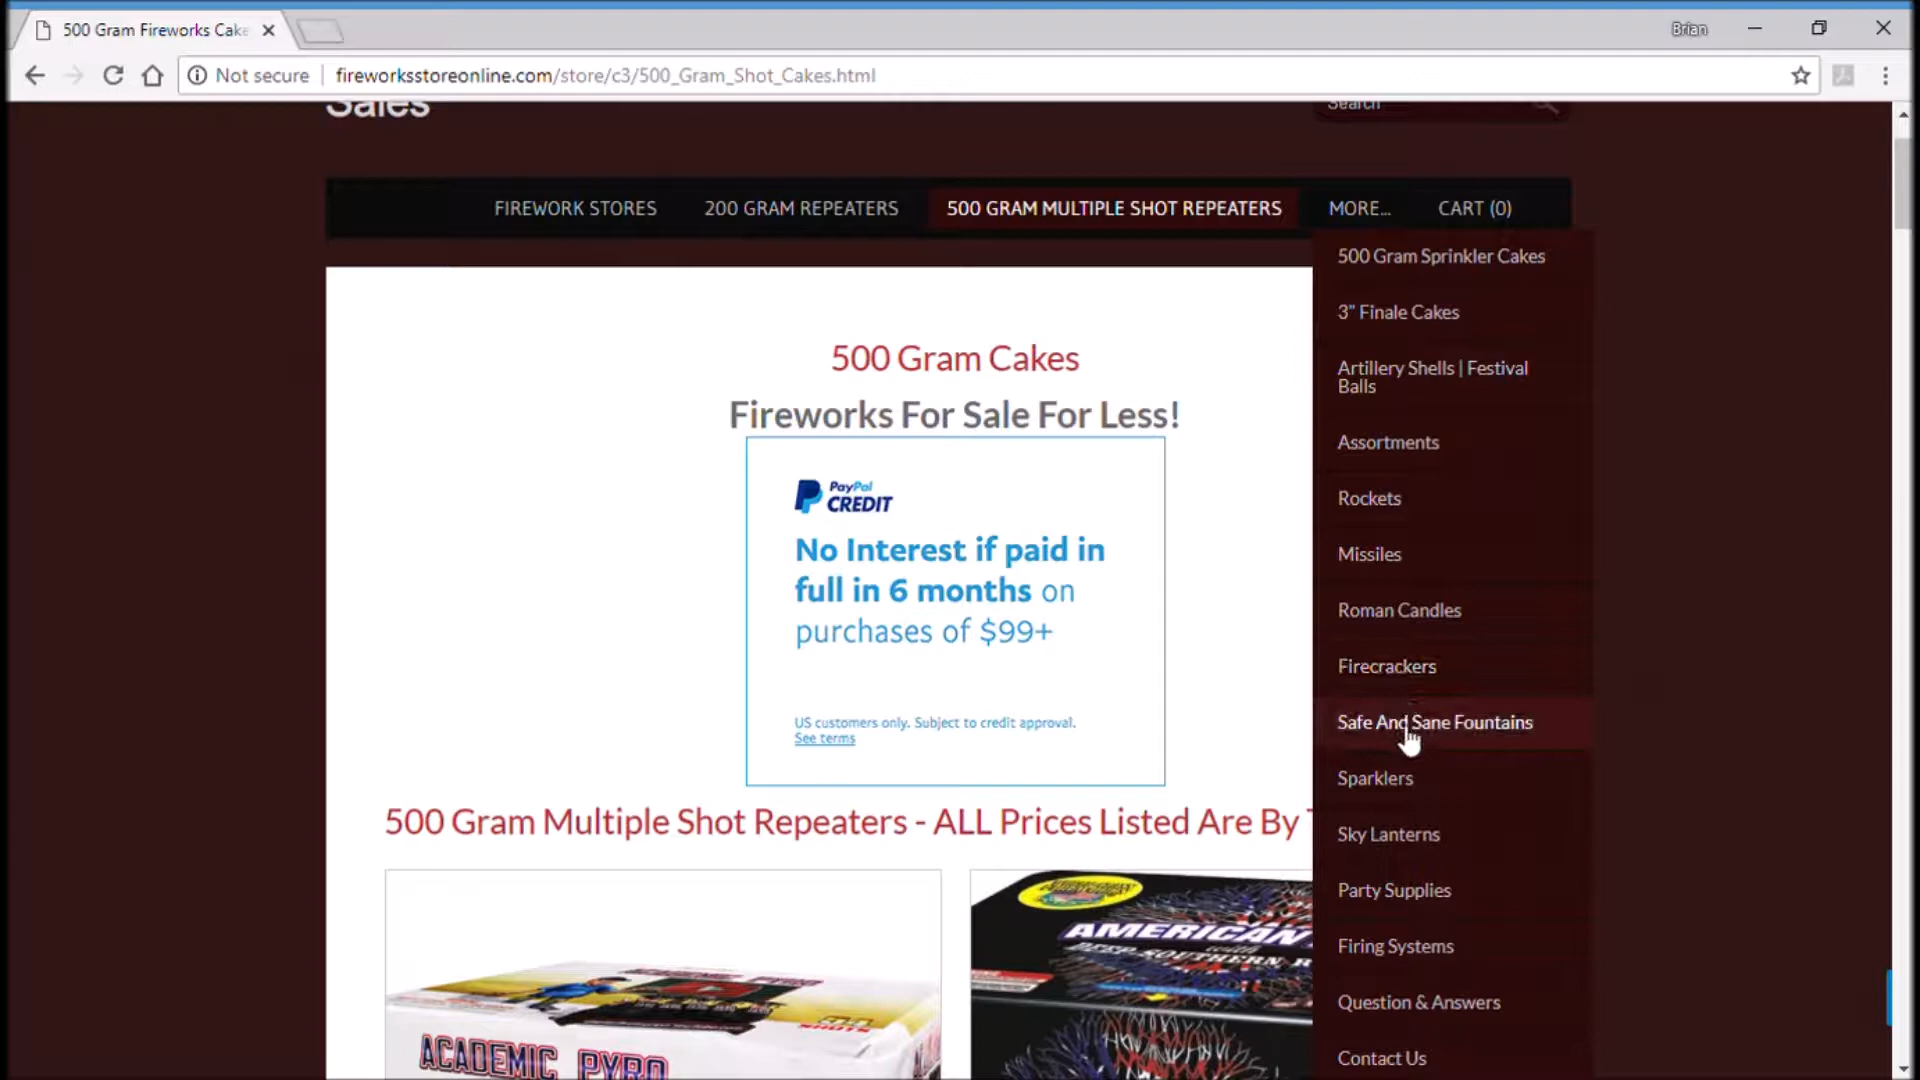 500 Gram Fireworks Cake
Brian
Not secure
fireworksstoreonline.com/store/c3/500_Gram_Shot_Cakes.html
Sales
Search
FIREWORK STORES
200 GRAM REPEATERS
500 GRAM MULTIPLE SHOT REPEATERS
MORE...
CART (0)
500 Gram Sprinkler Cakes
3" Finale Cakes
Artillery Shells | Festival
Balls
Assortments
Rockets
Missiles
Roman Candles
Firecrackers
Safe And Sane Fountains
Sparklers
Sky Lanterns
Party Supplies
Firing Systems
Question & Answers
Contact Us
500 Gram Cakes
Fireworks For Sale For Less!
PayPal
CREDIT
No Interest if paid in
full in 6 months on
purchases of $99+
US customers only. Subject to credit approval.
See terms
500 Gram Multiple Shot Repeaters - ALL Prices Listed Are By
ACADEMIC PYRO
SHOTS
AMERICAN
DEEP SOUTHERN